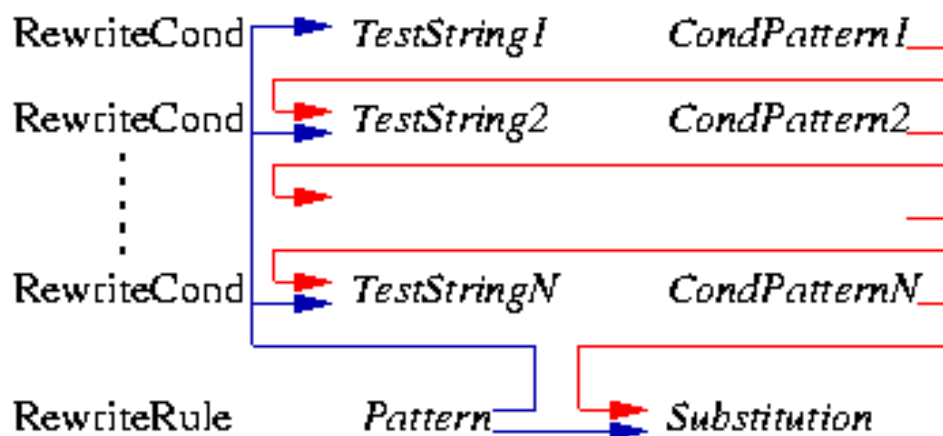 RewriteCond TestString1 CondPattern1
RewriteCond TestString2 CondPattern2
RewriteCond TestStringN CondPatternN
RewriteRule Pattern Substitution